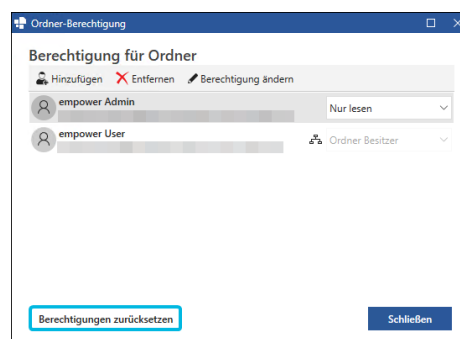 Ordner-Berechtigung
Berechtigung für Ordner
Hinzufügen Entfernen Berechtigung ändern
empower Admin
Nur lesen
empower User
Ordner Besitzer
Berechtigungen zurücksetzen
Schließen